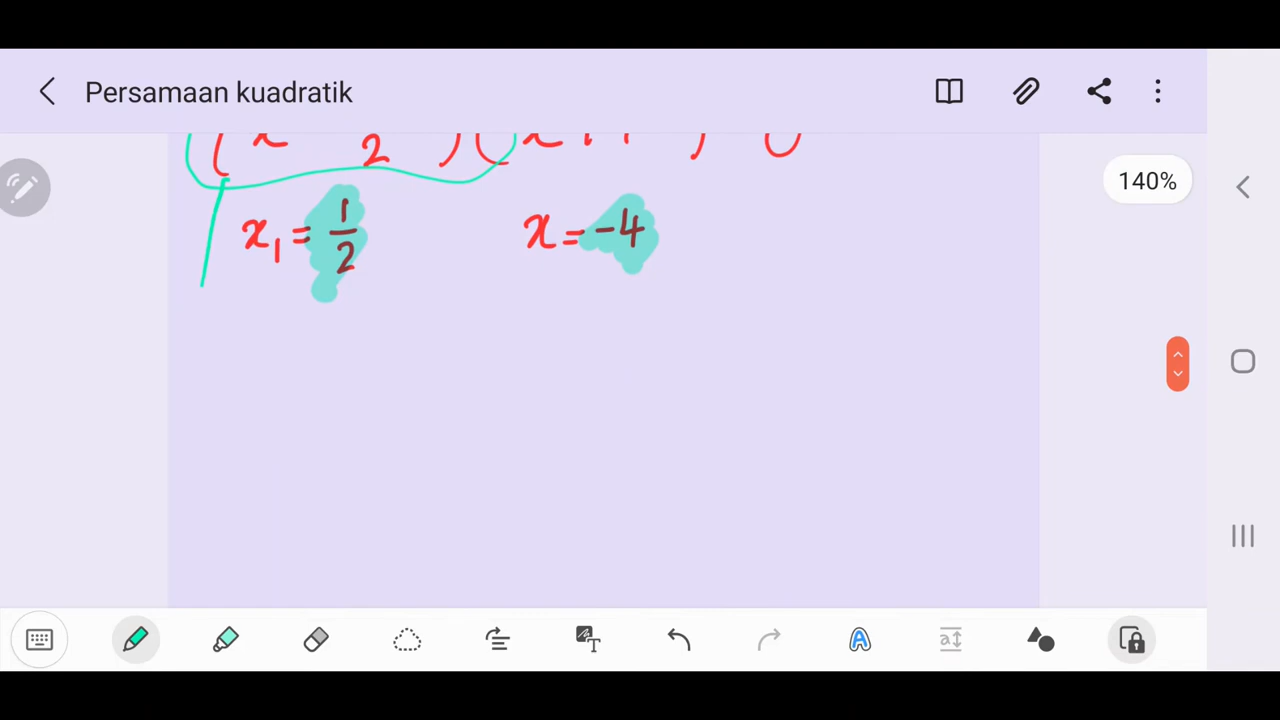 Persamaan kuadratik
140%
x₁ = 1/2 x = -4